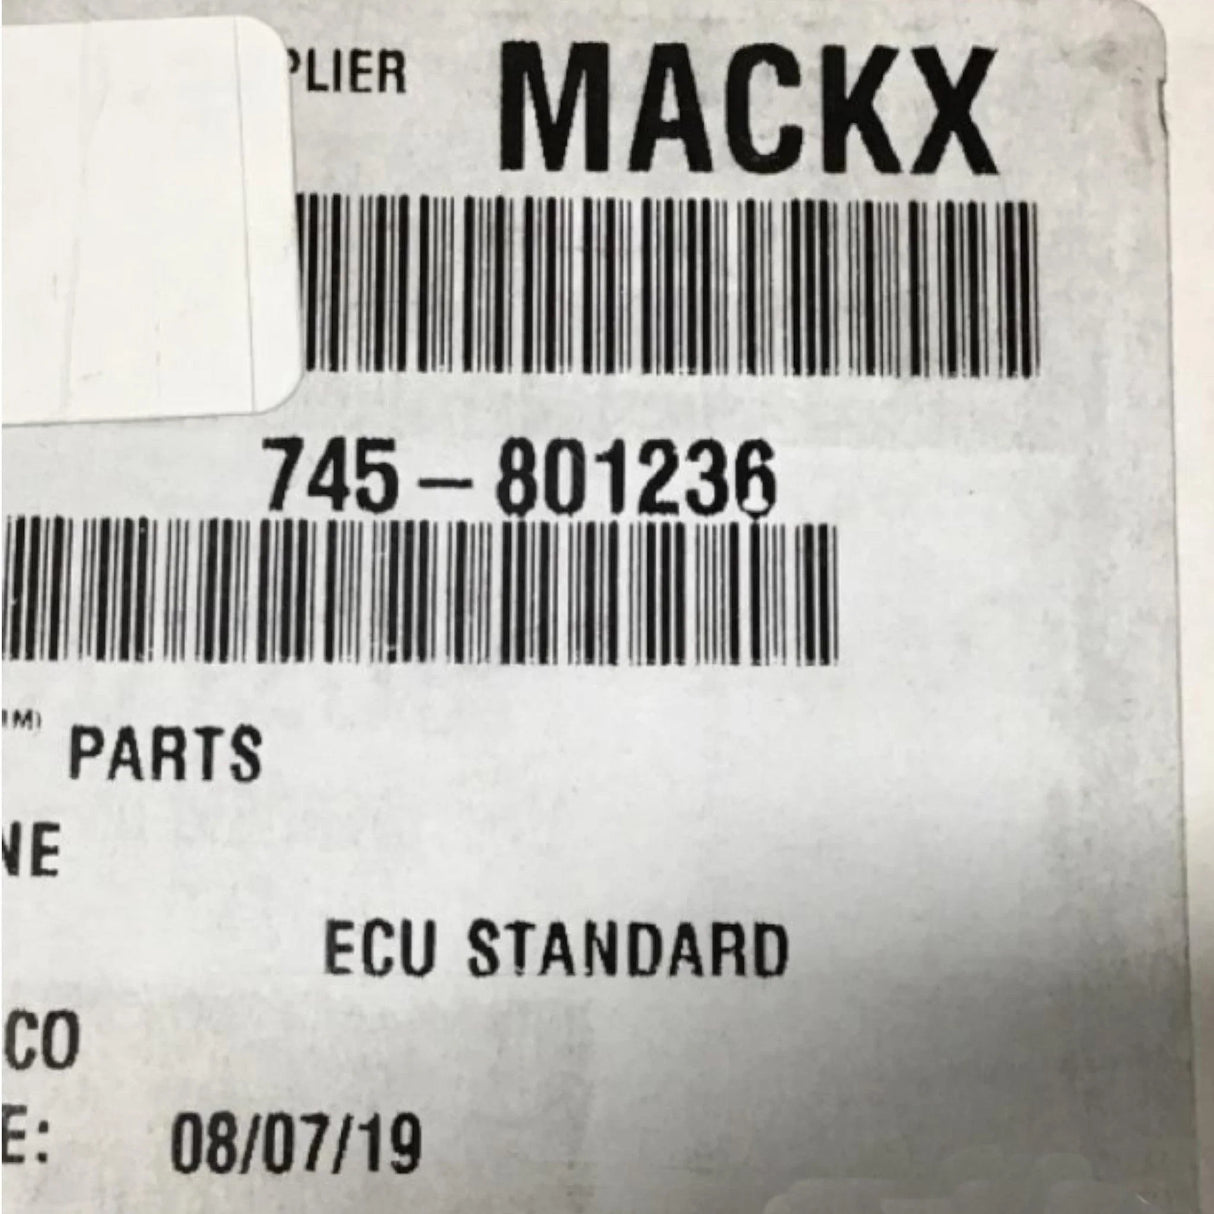 PLIER MACKX
745-801236
PARTS
NE
ECU STANDARD
CO
E: 08/07/19